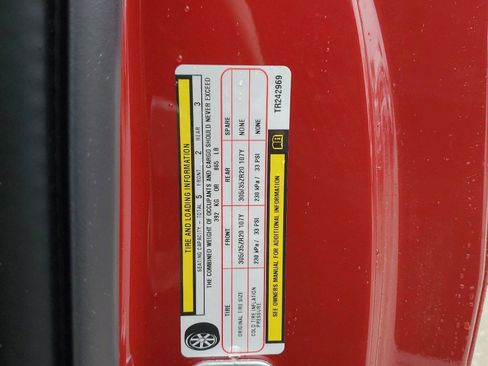 TIRE AND LOADING INFORMATION
SEATING CAPACITY - TOTAL 5 FRONT 2 REAR 3
THE COMBINED WEIGHT OF OCCUPANTS AND CARGO SHOULD NEVER EXCEED
392 KG OR 865 LB
TIRE FRONT REAR SPARE
ORIGINAL TIRE SIZE 305/35ZR20 107Y 305/35ZR20 107Y NONE
COLD TIRE INFLATION PRESSURE 230 kPa / 33 PSI 230 kPa / 33 PSI NONE
SEE OWNERS MANUAL FOR ADDITIONAL INFORMATION
TR242969